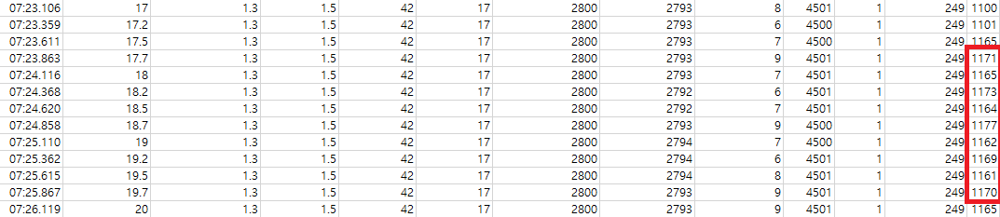 07:23.106 17 1.3 1.5 42 17 2800 2793 8 4501 1 249 1100
07:23.359 17.2 1.3 1.5 42 17 2800 2793 6 4500 1 249 1101
07:23.611 17.5 1.3 1.5 42 17 2800 2793 7 4500 1 249 1165
07:23.863 17.7 1.3 1.5 42 17 2800 2793 9 4501 1 249 1171
07:24.116 18 1.3 1.5 42 17 2800 2793 7 4501 1 249 1165
07:24.368 18.2 1.3 1.5 42 17 2800 2792 6 4501 1 249 1173
07:24.620 18.5 1.3 1.5 42 17 2800 2792 7 4501 1 249 1164
07:24.858 18.7 1.3 1.5 42 17 2800 2793 9 4500 1 249 1177
07:25.110 19 1.3 1.5 42 17 2800 2794 7 4500 1 249 1162
07:25.362 19.2 1.3 1.5 42 17 2800 2794 6 4501 1 249 1169
07:25.615 19.5 1.3 1.5 42 17 2800 2794 8 4501 1 249 1161
07:25.867 19.7 1.3 1.5 42 17 2800 2793 9 4501 1 249 1170
07:26.119 20 1.3 1.5 42 17 2800 2793 9 4501 1 249 1165